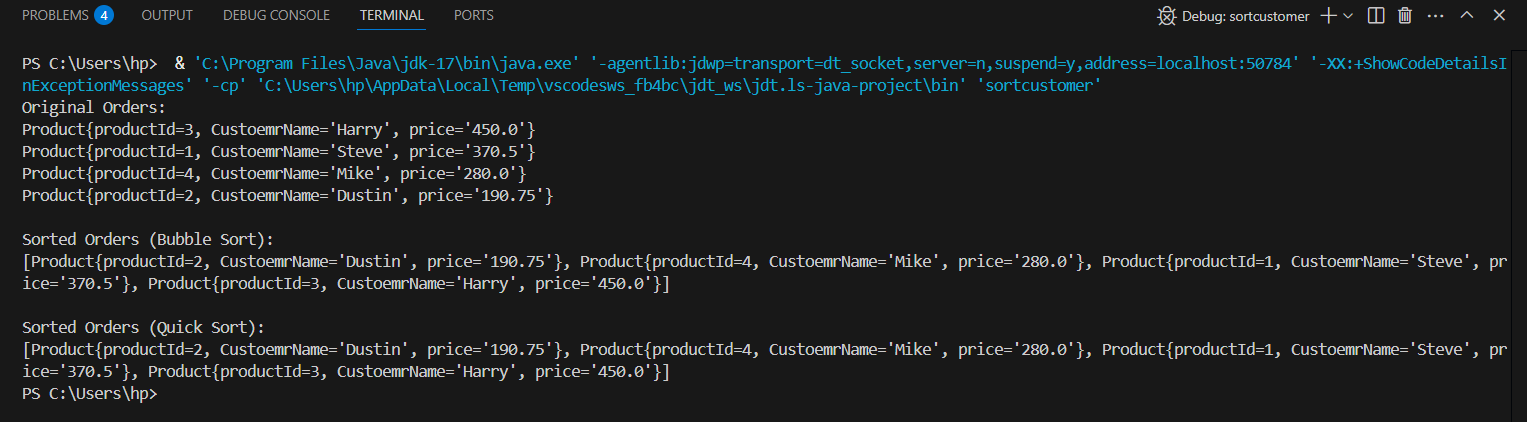 PROBLEMS 4 OUTPUT DEBUG CONSOLE TERMINAL PORTS Debug: sortcustomer
PS C:\Users\hp>  & 'C:\Program Files\Java\jdk-17\bin\java.exe' '-agentlib:jdwp=transport=dt_socket,server=n,suspend=y,address=localhost:50784' '-XX:+ShowCodeDetailsI
nExceptionMessages' '-cp' 'C:\Users\hp\AppData\Local\Temp\vscodesws_fb4bc\jdt_ws\jdt.ls-java-project\bin' 'sortcustomer'
Original Orders:
Product{productId=3, CustoemrName='Harry', price='450.0'}
Product{productId=1, CustoemrName='Steve', price='370.5'}
Product{productId=4, CustoemrName='Mike', price='280.0'}
Product{productId=2, CustoemrName='Dustin', price='190.75'}
Sorted Orders (Bubble Sort):
[Product{productId=2, CustoemrName='Dustin', price='190.75'}, Product{productId=4, CustoemrName='Mike', price='280.0'}, Product{productId=1, CustoemrName='Steve', pr
ice='370.5'}, Product{productId=3, CustoemrName='Harry', price='450.0'}]
Sorted Orders (Quick Sort):
[Product{productId=2, CustoemrName='Dustin', price='190.75'}, Product{productId=4, CustoemrName='Mike', price='280.0'}, Product{productId=1, CustoemrName='Steve', pr
ice='370.5'}, Product{productId=3, CustoemrName='Harry', price='450.0'}]
PS C:\Users\hp>